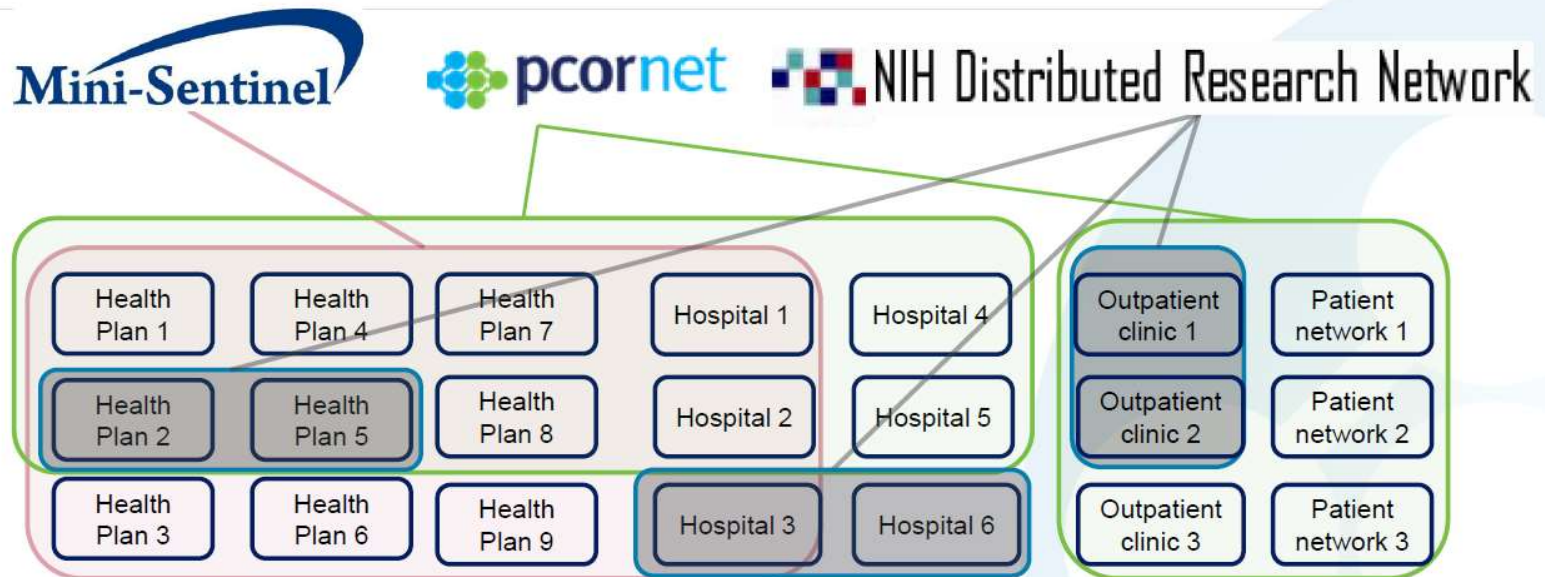 Mini-Sentinel
pcornet
NIH Distributed Research Network
Health
Plan 1
Health
Plan 4
Health
Plan 7
Hospital 1
Hospital 4
Outpatient
clinic 1
Patient
network 1
Health
Plan 2
Health
Plan 5
Health
Plan 8
Hospital 2
Hospital 5
Outpatient
clinic 2
Patient
network 2
Health
Plan 3
Health
Plan 6
Health
Plan 9
Hospital 3
Hospital 6
Outpatient
clinic 3
Patient
network 3